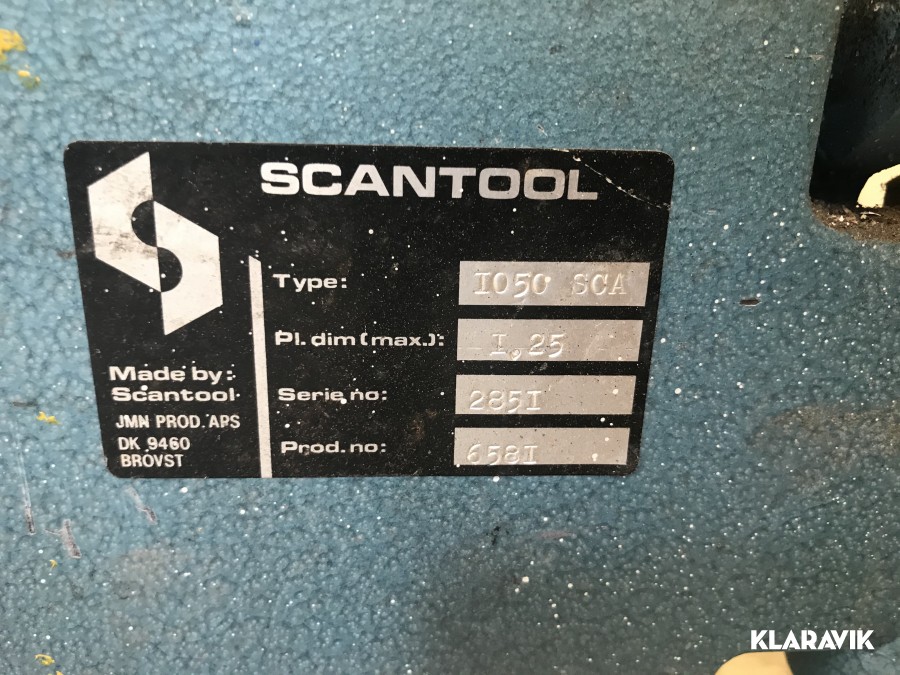 SCANTOOL
Type: I050 SCA
Pl. dim (max.): I,25
Serie no: 285I
Prod. no: 658I
Made by:
Scantool
JMN PROD. APS
DK 9460
BROVST
KLARAVIK